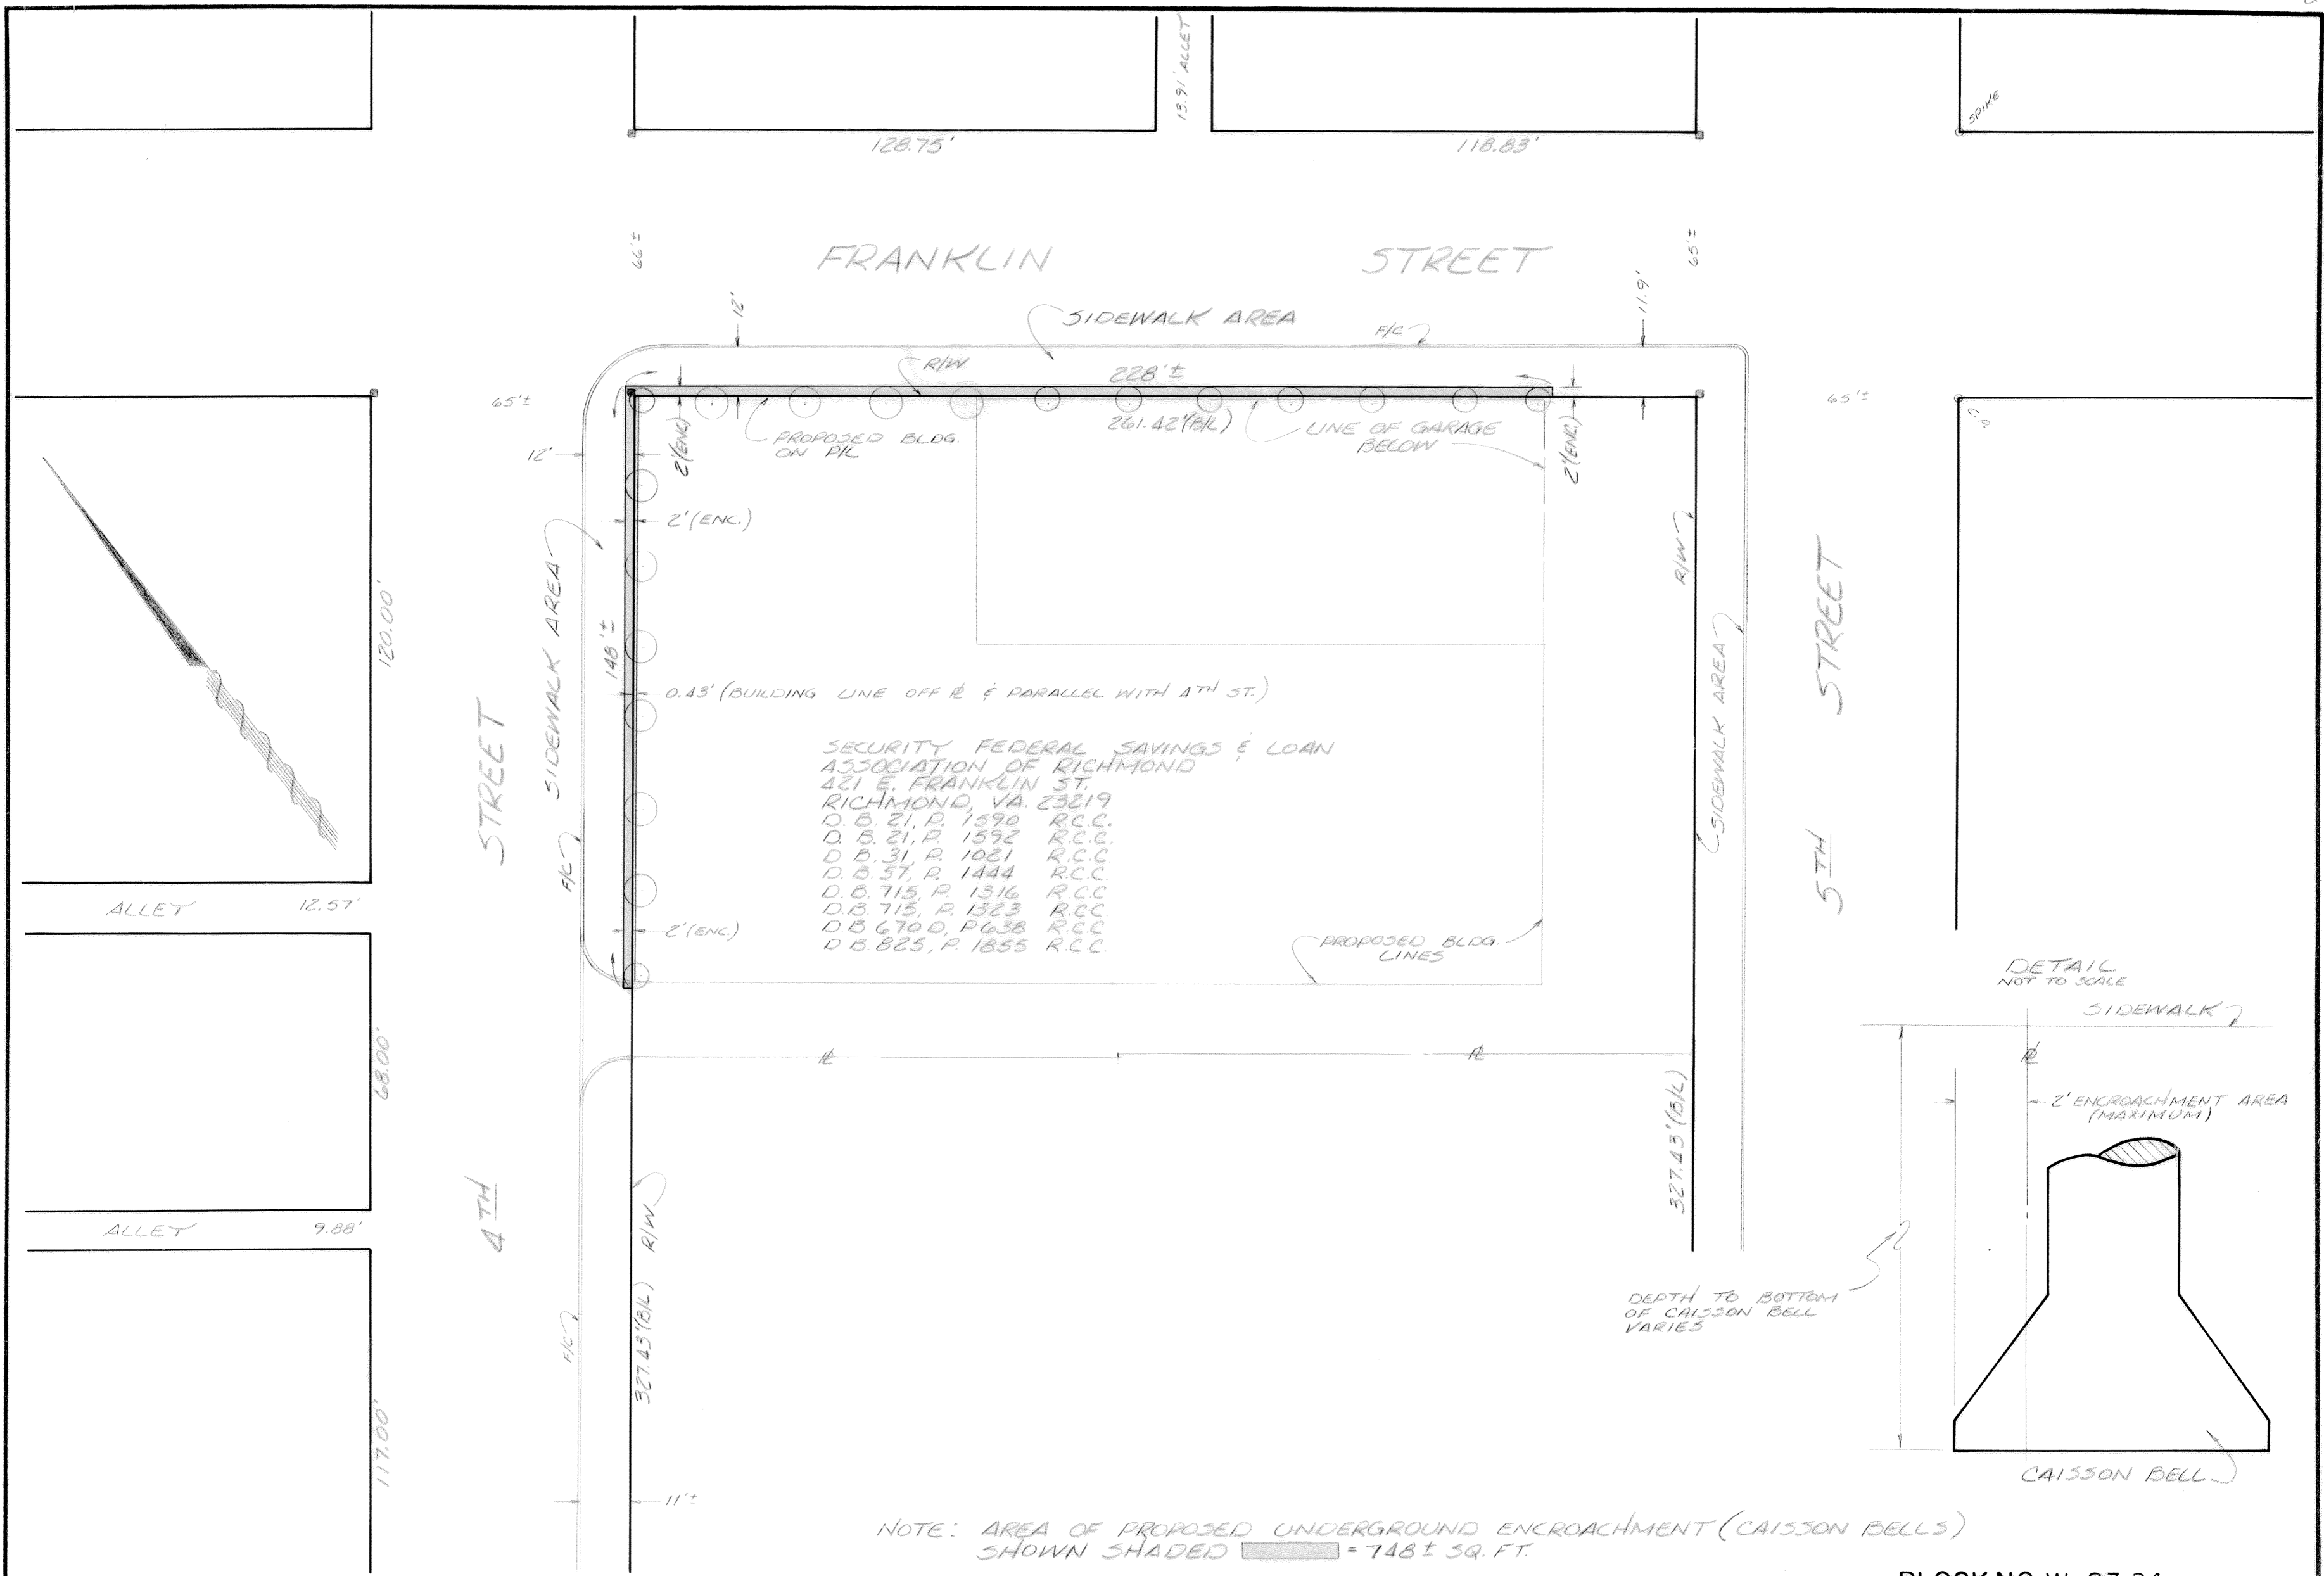 13.91' ALLEY
SPIKE
128.75'
118.83'
66'±
FRANKLIN STREET
65'±
12'
SIDEWALK AREA
F/C
11.9'
R/W
228'±
65'±
65'±
261.42'(B/L)
PROPOSED BLDG.
ON P/L
LINE OF GARAGE
BELOW
2'(ENC.)
2'(ENC.)
12'
2'(ENC.)
R/W
120.00'
SIDEWALK AREA
148'±
0.43' (BUILDING LINE OFF PL & PARALLEL WITH 4TH ST.)
SIDEWALK AREA
4TH STREET
5TH STREET
SECURITY FEDERAL SAVINGS & LOAN
ASSOCIATION OF RICHMOND
421 E. FRANKLIN ST.
RICHMOND, VA. 23219
D. B. 21, P. 1590 R.C.C.
D. B. 21, P. 1592 R.C.C.
D B. 31, P. 1021 R.C.C.
D. B. 57, P. 1444 R.C.C.
D. B. 715, P. 1316 R.C.C
D. B. 715, P. 1323 R.C.C.
D. B 670 D, P 638 R.C.C
D B. 825, P. 1855 R.C.C.
F/C
ALLEY 12.57'
2'(ENC.)
PROPOSED BLDG.
LINES
DETAIL
NOT TO SCALE
SIDEWALK
PL
PL
PL
68.00'
2' ENCROACHMENT AREA
(MAXIMUM)
327.43'(B/L)
ALLEY 9.88'
R/W
327.43'(B/L)
F/C
DEPTH TO BOTTOM
OF CAISSON BELL
VARIES
117.00'
CAISSON BELL
11'±
NOTE: AREA OF PROPOSED UNDERGROUND ENCROACHMENT (CAISSON BELLS)
SHOWN SHADED = 748± SQ. FT.